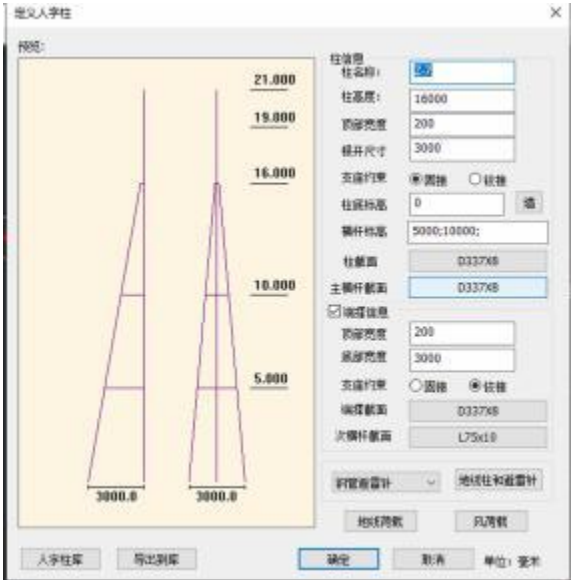 定义人字柱
预览:
21.000
19.000
16.000
10.000
5.000
3000.0
3000.0
柱信息
柱名称:
柱高度: 16000
顶部宽度 200
根开尺寸 3000
支座约束 固接 铰接
柱底标高 0
横杆标高 5000;10000;
柱截面 D337X8
主横杆截面 D337X8
端撑信息
顶部宽度 200
底部宽度 3000
支座约束 固接 铰接
端撑截面 D337X8
次横杆截面 L75x10
钢管避雷针
地线柱和避雷针
地线荷载
风荷载
人字柱库
导出到库
确定
取消
单位: 毫米